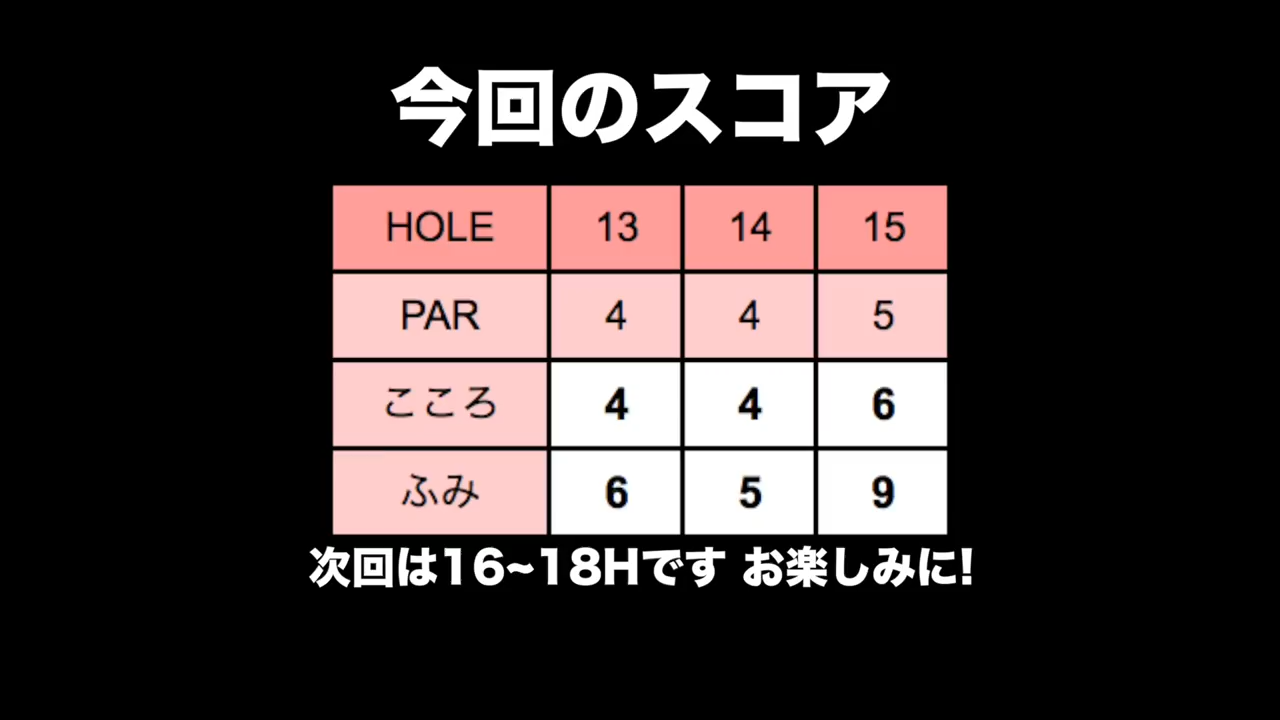 今回のスコア
HOLE 13 14 15
PAR 4 4 5
こころ 4 4 6
ふみ 6 5 9
次回は16~18Hです お楽しみに!